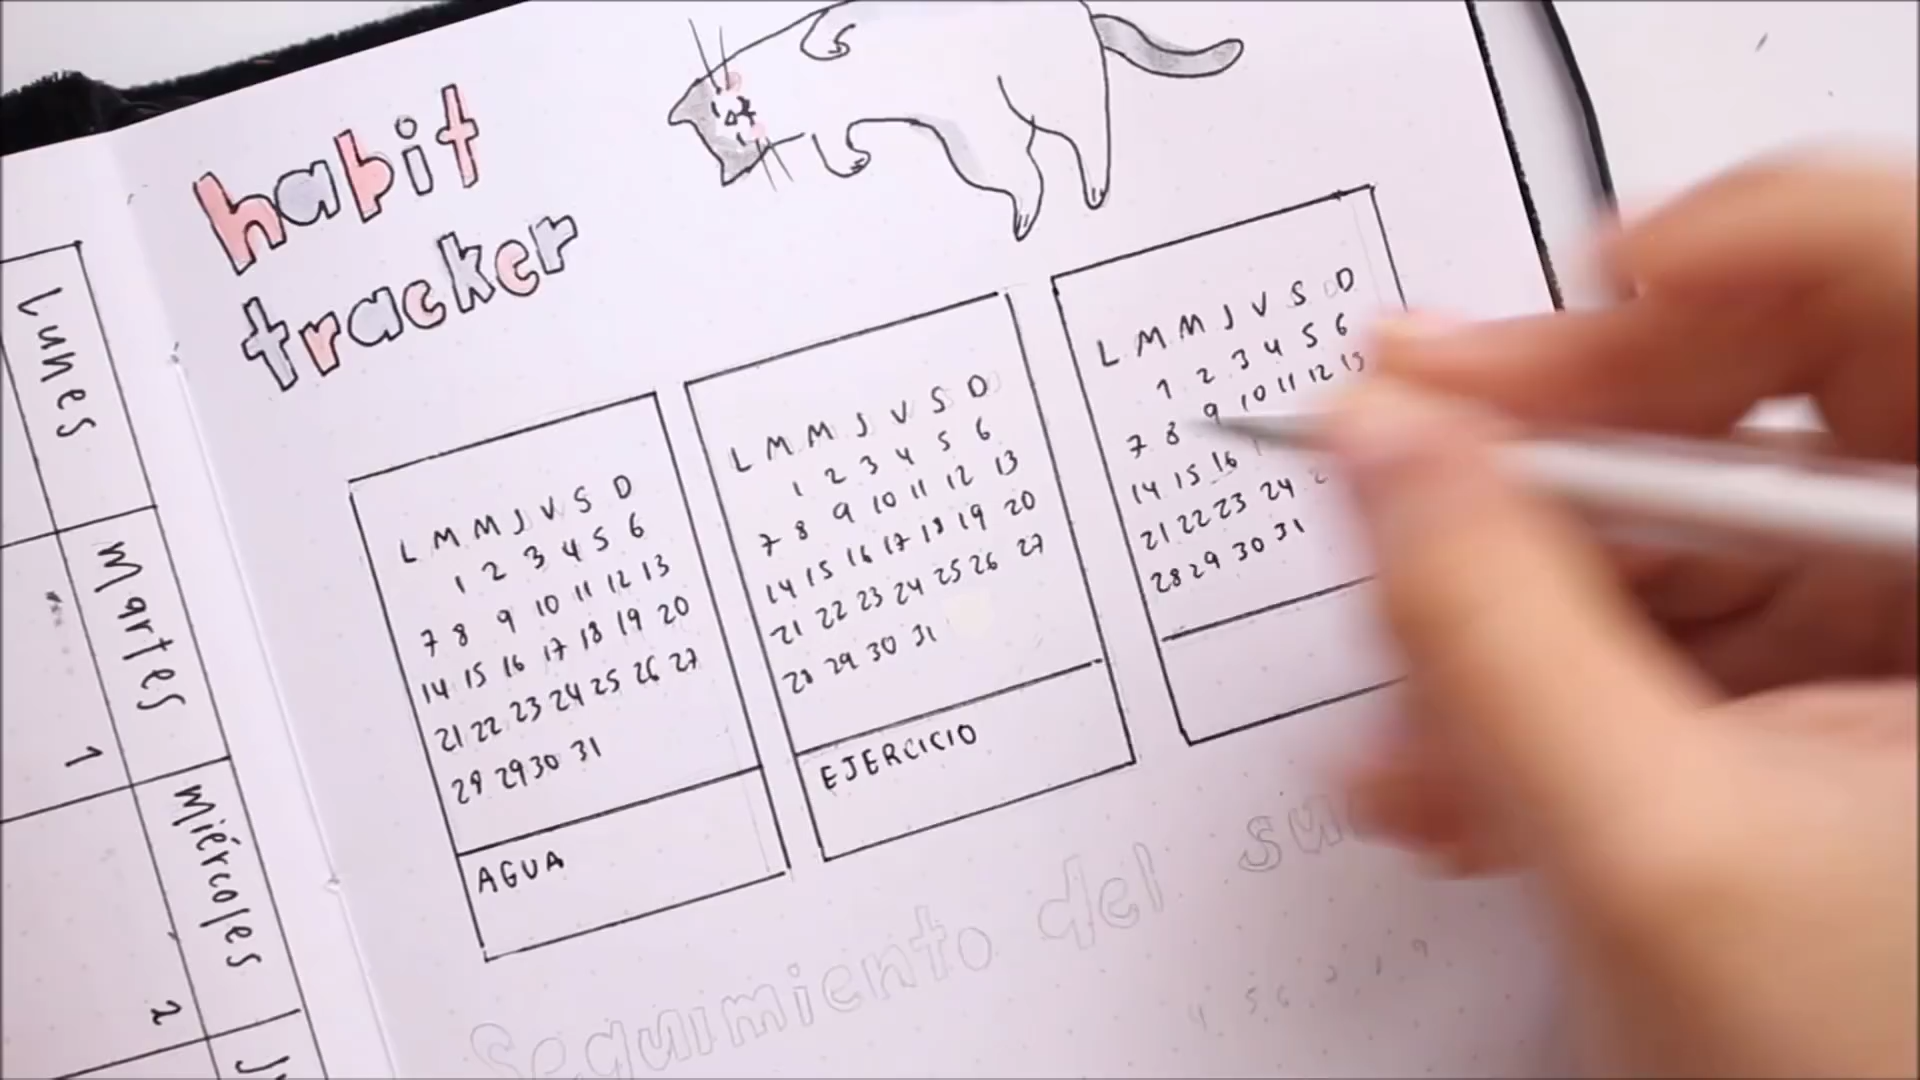 habit
tracker
Lunes
Martes
1
Miércoles
2
L M M J V S D
1 2 3 4 5 6
7 8 9 10 11 12 13
14 15 16 17 18 19 20
21 22 23 24 25 26 27
28 29 30 31
AGUA
L M M J V S D
1 2 3 4 5 6
7 8 9 10 11 12 13
14 15 16 17 18 19 20
21 22 23 24 25 26 27
28 29 30 31
EJERCICIO
L M M J V S D
1 2 3 4 5 6
7 8 9 10 11 12 13
14 15 16
21 22 23 24
28 29 30 31
Seguimiento del